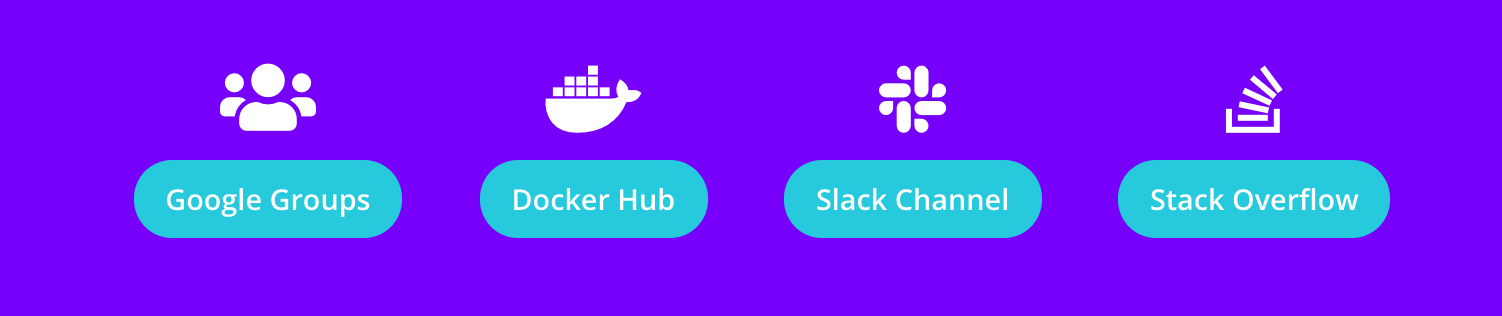 Google Groups
Docker Hub
Slack Channel
Stack Overflow